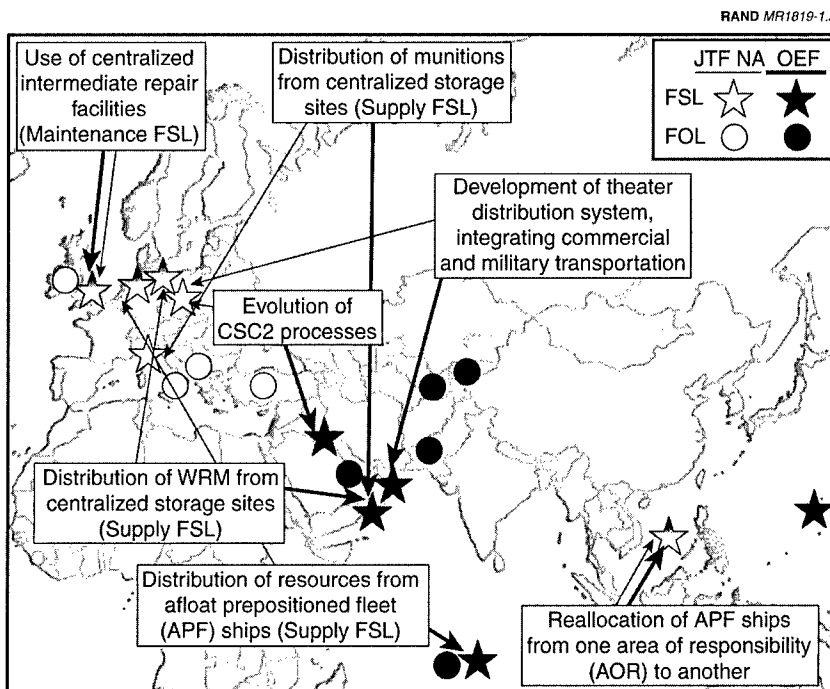 RAND MR1819-1.
Use of centralized
intermediate repair
facilities
(Maintenance FSL)
Distribution of munitions
from centralized storage
sites (Supply FSL)
JTF NA OEF
FSL
FOL
Development of theater
distribution system,
integrating commercial
and military transportation
Evolution of
CSC2 processes
Distribution of WRM from
centralized storage sites
(Supply FSL)
Distribution of resources from
afloat prepositioned fleet
(APF) ships (Supply FSL)
Reallocation of APF ships
from one area of responsibility
(AOR) to another